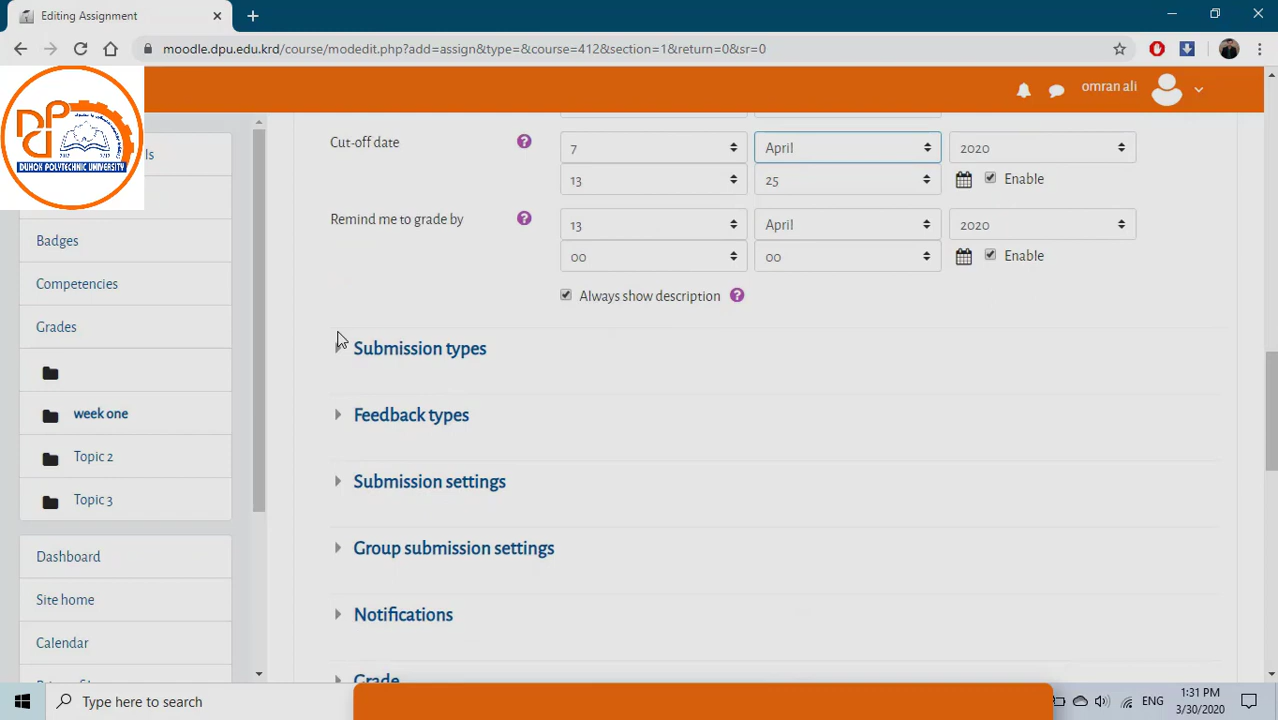 Editing Assignment
moodle.dpu.edu.krd/course/modedit.php?add=assign&type=&course=412&section=1&return=0&sr=0
omran ali
DUHOK POLYTECHNIC UNIVERSITY
Cut-off date
7 April 2020
13 25 Enable
Remind me to grade by
13 April 2020
00 00 Enable
Always show description
Submission types
Feedback types
Submission settings
Group submission settings
Notifications
Grade
Badges
Competencies
Grades
week one
Topic 2
Topic 3
Dashboard
Site home
Calendar
Type here to search
ENG
1:31 PM
3/30/2020